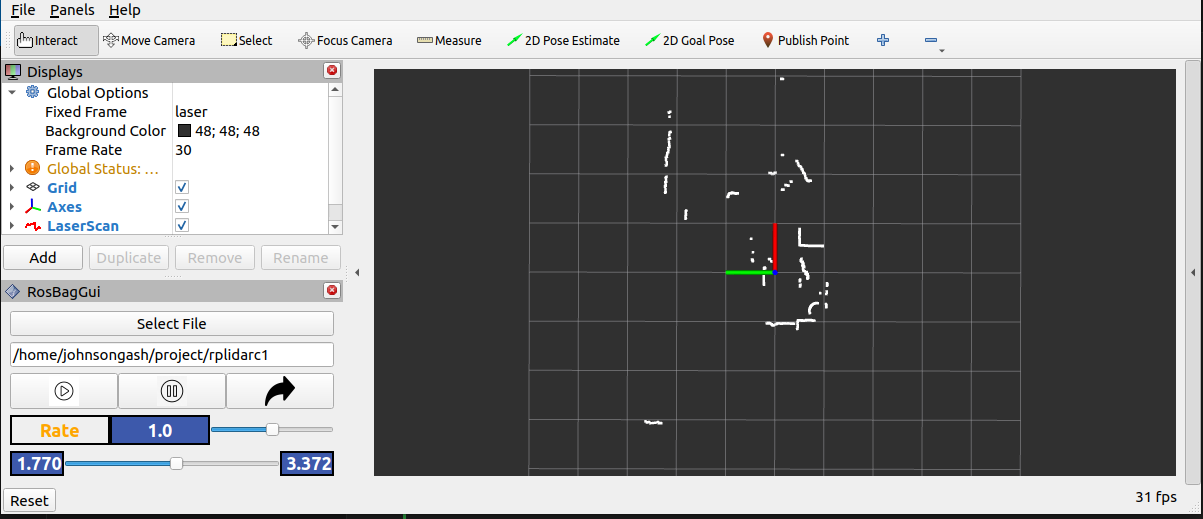 File Panels Help
Interact Move Camera Select Focus Camera Measure 2D Pose Estimate 2D Goal Pose Publish Point
Displays
Global Options
Fixed Frame laser
Background Color 48; 48; 48
Frame Rate 30
Global Status: ...
Grid
Axes
LaserScan
Add Duplicate Remove Rename
RosBagGui
Select File
/home/johnsongash/project/rplidarc1
Rate 1.0
1.770 3.372
Reset 31 fps